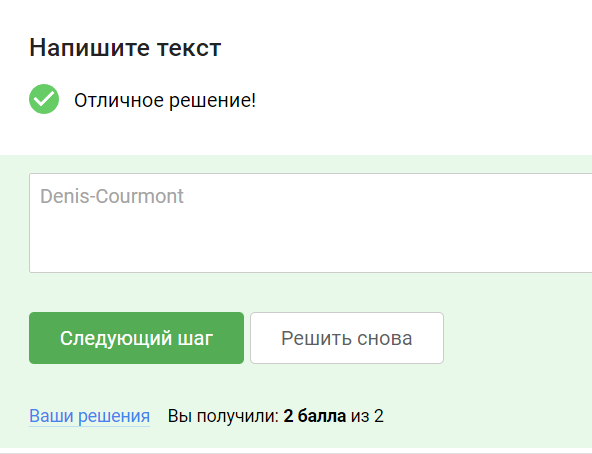 Напишите текст
Отличное решение!
Denis-Courmont
Следующий шаг Решить снова
Ваши решения Вы получили: 2 балла из 2